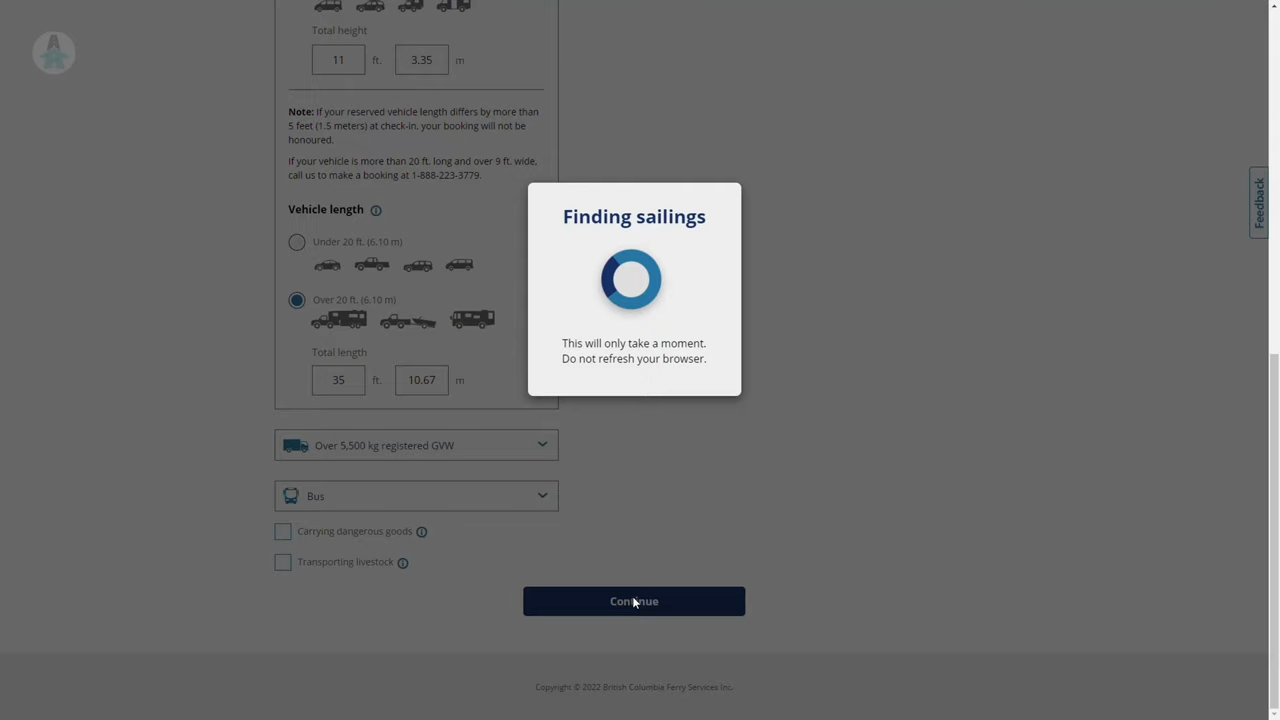 Total height
11 ft. 3.35 m
Note: If your reserved vehicle length differs by more than
5 feet (1.5 meters) at check-in, your booking will not be
honoured.
If your vehicle is more than 20 ft. long and over 9 ft. wide,
call us to make a booking at 1-888-223-3779.
Vehicle length
Under 20 ft. (6.10 m)
Over 20 ft. (6.10 m)
Total length
35 ft. 10.67 m
Over 5,500 kg registered GVW
Bus
Carrying dangerous goods
Transporting livestock
Continue
Finding sailings
This will only take a moment.
Do not refresh your browser.
Feedback
Copyright © 2022 British Columbia Ferry Services Inc.